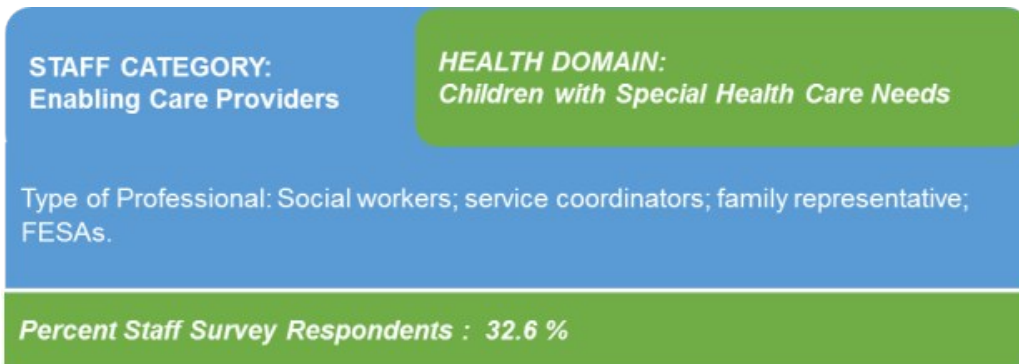 STAFF CATEGORY:
Enabling Care Providers
HEALTH DOMAIN:
Children with Special Health Care Needs
Type of Professional: Social workers; service coordinators; family representative;
FESAs.
Percent Staff Survey Respondents : 32.6 %